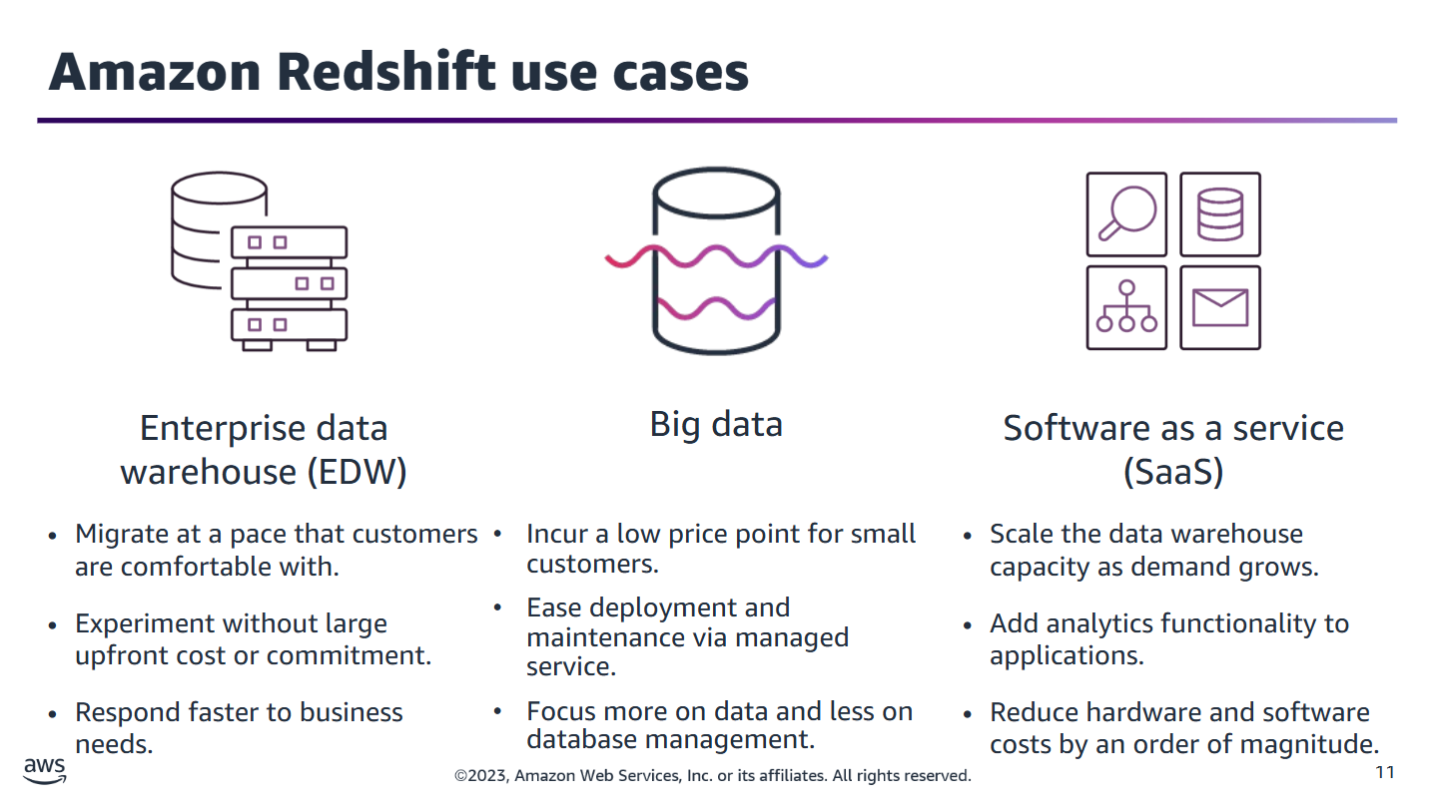 Amazon Redshift use cases
Enterprise data
warehouse (EDW)
• Migrate at a pace that customers
are comfortable with.
• Experiment without large
upfront cost or commitment.
• Respond faster to business
needs.
Big data
• Incur a low price point for small
customers.
• Ease deployment and
maintenance via managed
service.
• Focus more on data and less on
database management.
Software as a service
(SaaS)
• Scale the data warehouse
capacity as demand grows.
• Add analytics functionality to
applications.
• Reduce hardware and software
costs by an order of magnitude.
aws
©2023, Amazon Web Services, Inc. or its affiliates. All rights reserved.
11